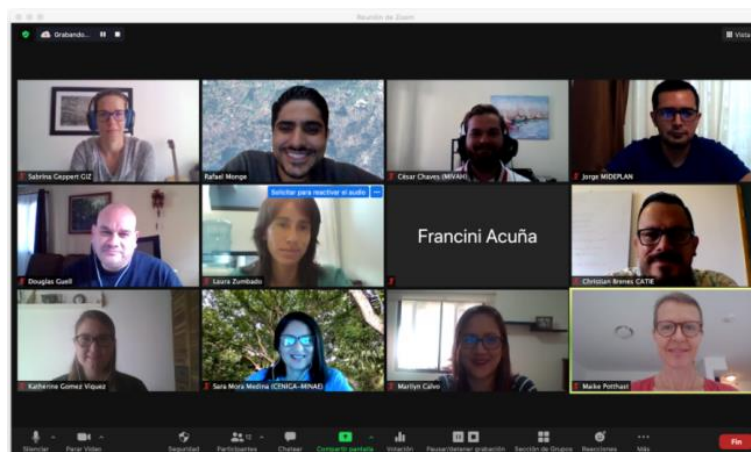 Reunión de Zoom
Grabando...
Vista
Sabrina Geppert GIZ
Rafael Monge
César Chaves (MIVAH)
Jorge MIDEPLAN
Solicitar para reactivar el audio
Douglas Guell
Laura Zumbado
Francini Acuña
Christian Brenes CATIE
Katherine Gomez Viquez
Sara Mora Medina (CENIGA-MINAE)
Marilyn Calvo
Maike Potthast
Silenciar
Parar Video
Seguridad
Participantes
12
Chatear
Compartir pantalla
Votación
Pausar/detener grabación
Sección de Grupos
Reacciones
Más
Fin